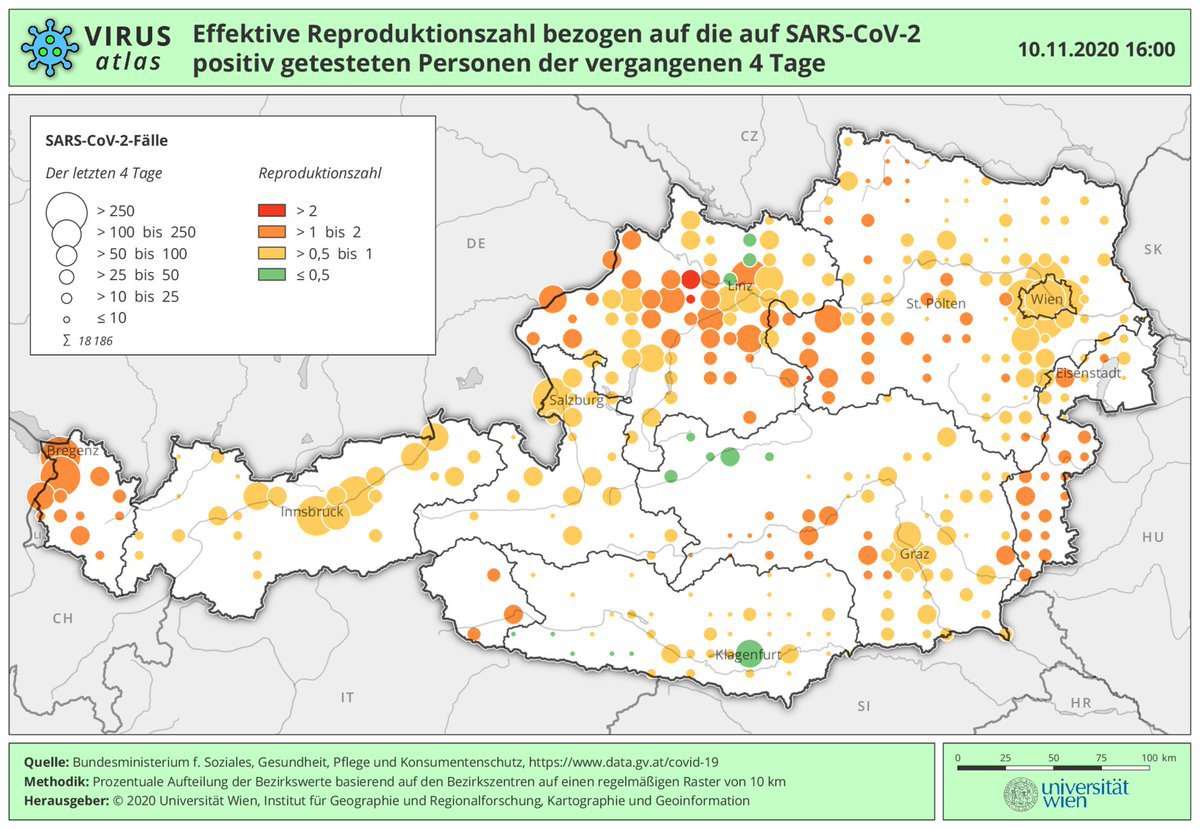 VIRUS
atlas
Effektive Reproduktionszahl bezogen auf die auf SARS-CoV-2
positiv getesteten Personen der vergangenen 4 Tage
10.11.2020 16:00
SARS-CoV-2-Fälle
Der letzten 4 Tage
Reproduktionszahl
> 250
> 2
> 100 bis 250
> 1 bis 2
> 50 bis 100
> 0,5 bis 1
> 25 bis 50
≤ 0,5
> 10 bis 25
≤ 10
∑ 18 186
CZ
DE
SK
Linz
St. Pölten
Wien
Eisenstadt
Salzburg
Bregenz
Innsbruck
LI
Graz
HU
CH
Klagenfurt
IT
SI
HR
Quelle: Bundesministerium f. Soziales, Gesundheit, Pflege und Konsumentenschutz, https://www.data.gv.at/covid-19
Methodik: Prozentuale Aufteilung der Bezirkswerte basierend auf den Bezirkszentren auf einen regelmäßigen Raster von 10 km
Herausgeber: © 2020 Universität Wien, Institut für Geographie und Regionalforschung, Kartographie und Geoinformation
0 25 50 75 100 km
universität
wien